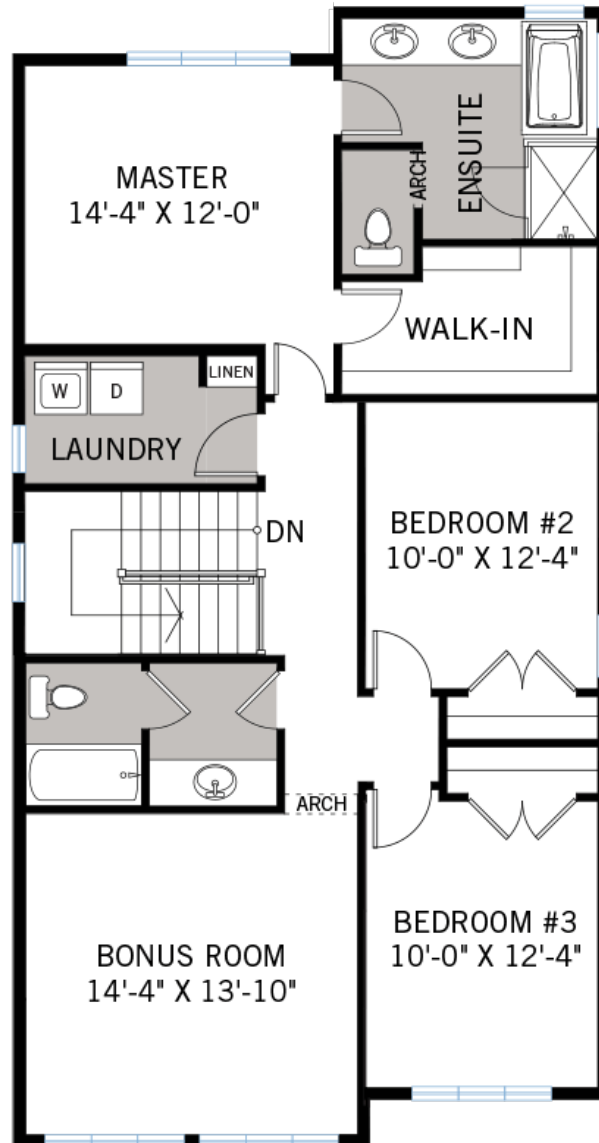 MASTER
14'-4" X 12'-0"
ENSUITE
ARCH
WALK-IN
LINEN
W
D
LAUNDRY
DN
BEDROOM #2
10'-0" X 12'-4"
ARCH
BONUS ROOM
14'-4" X 13'-10"
BEDROOM #3
10'-0" X 12'-4"